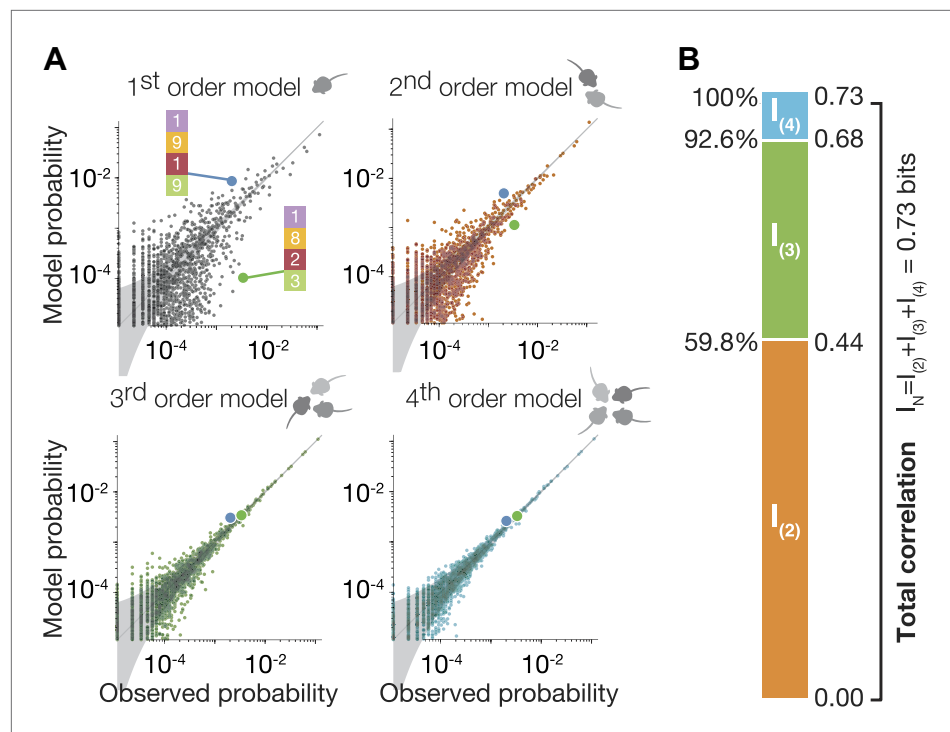 A
1st order model
2nd order model
Model probability
10-2
10-4
10-4
10-2
1
9
1
9
1
8
2
3
10-2
10-4
10-4
10-2
3rd order model
4th order model
Model probability
10-2
10-4
10-4
10-2
Observed probability
10-2
10-4
10-4
10-2
Observed probability
B
100%
92.6%
59.8%
I(4)
I(3)
I(2)
0.73
0.68
0.44
0.00
Total correlation IN=I(2)+I(3)+I(4) = 0.73 bits